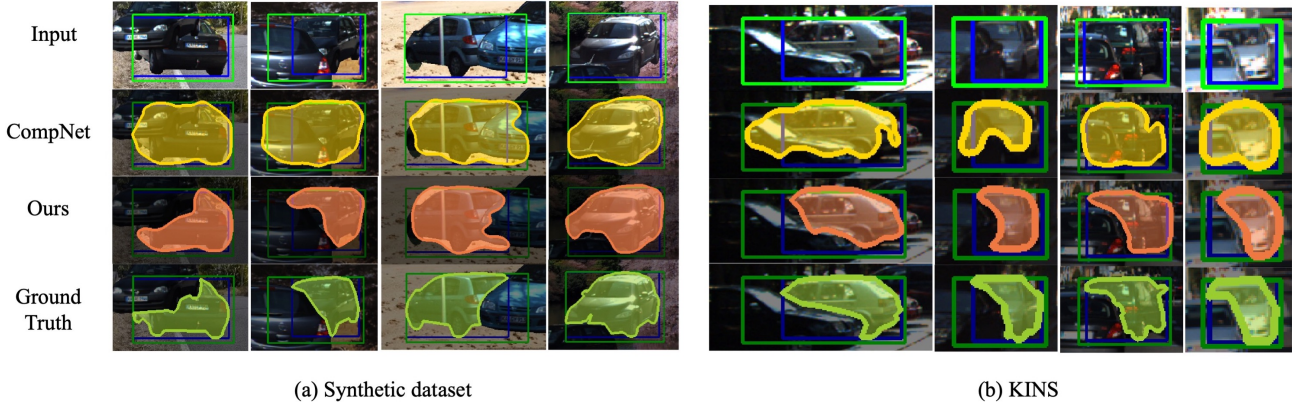 Input
CompNet
Ours
Ground
Truth
(a) Synthetic dataset
(b) KINS